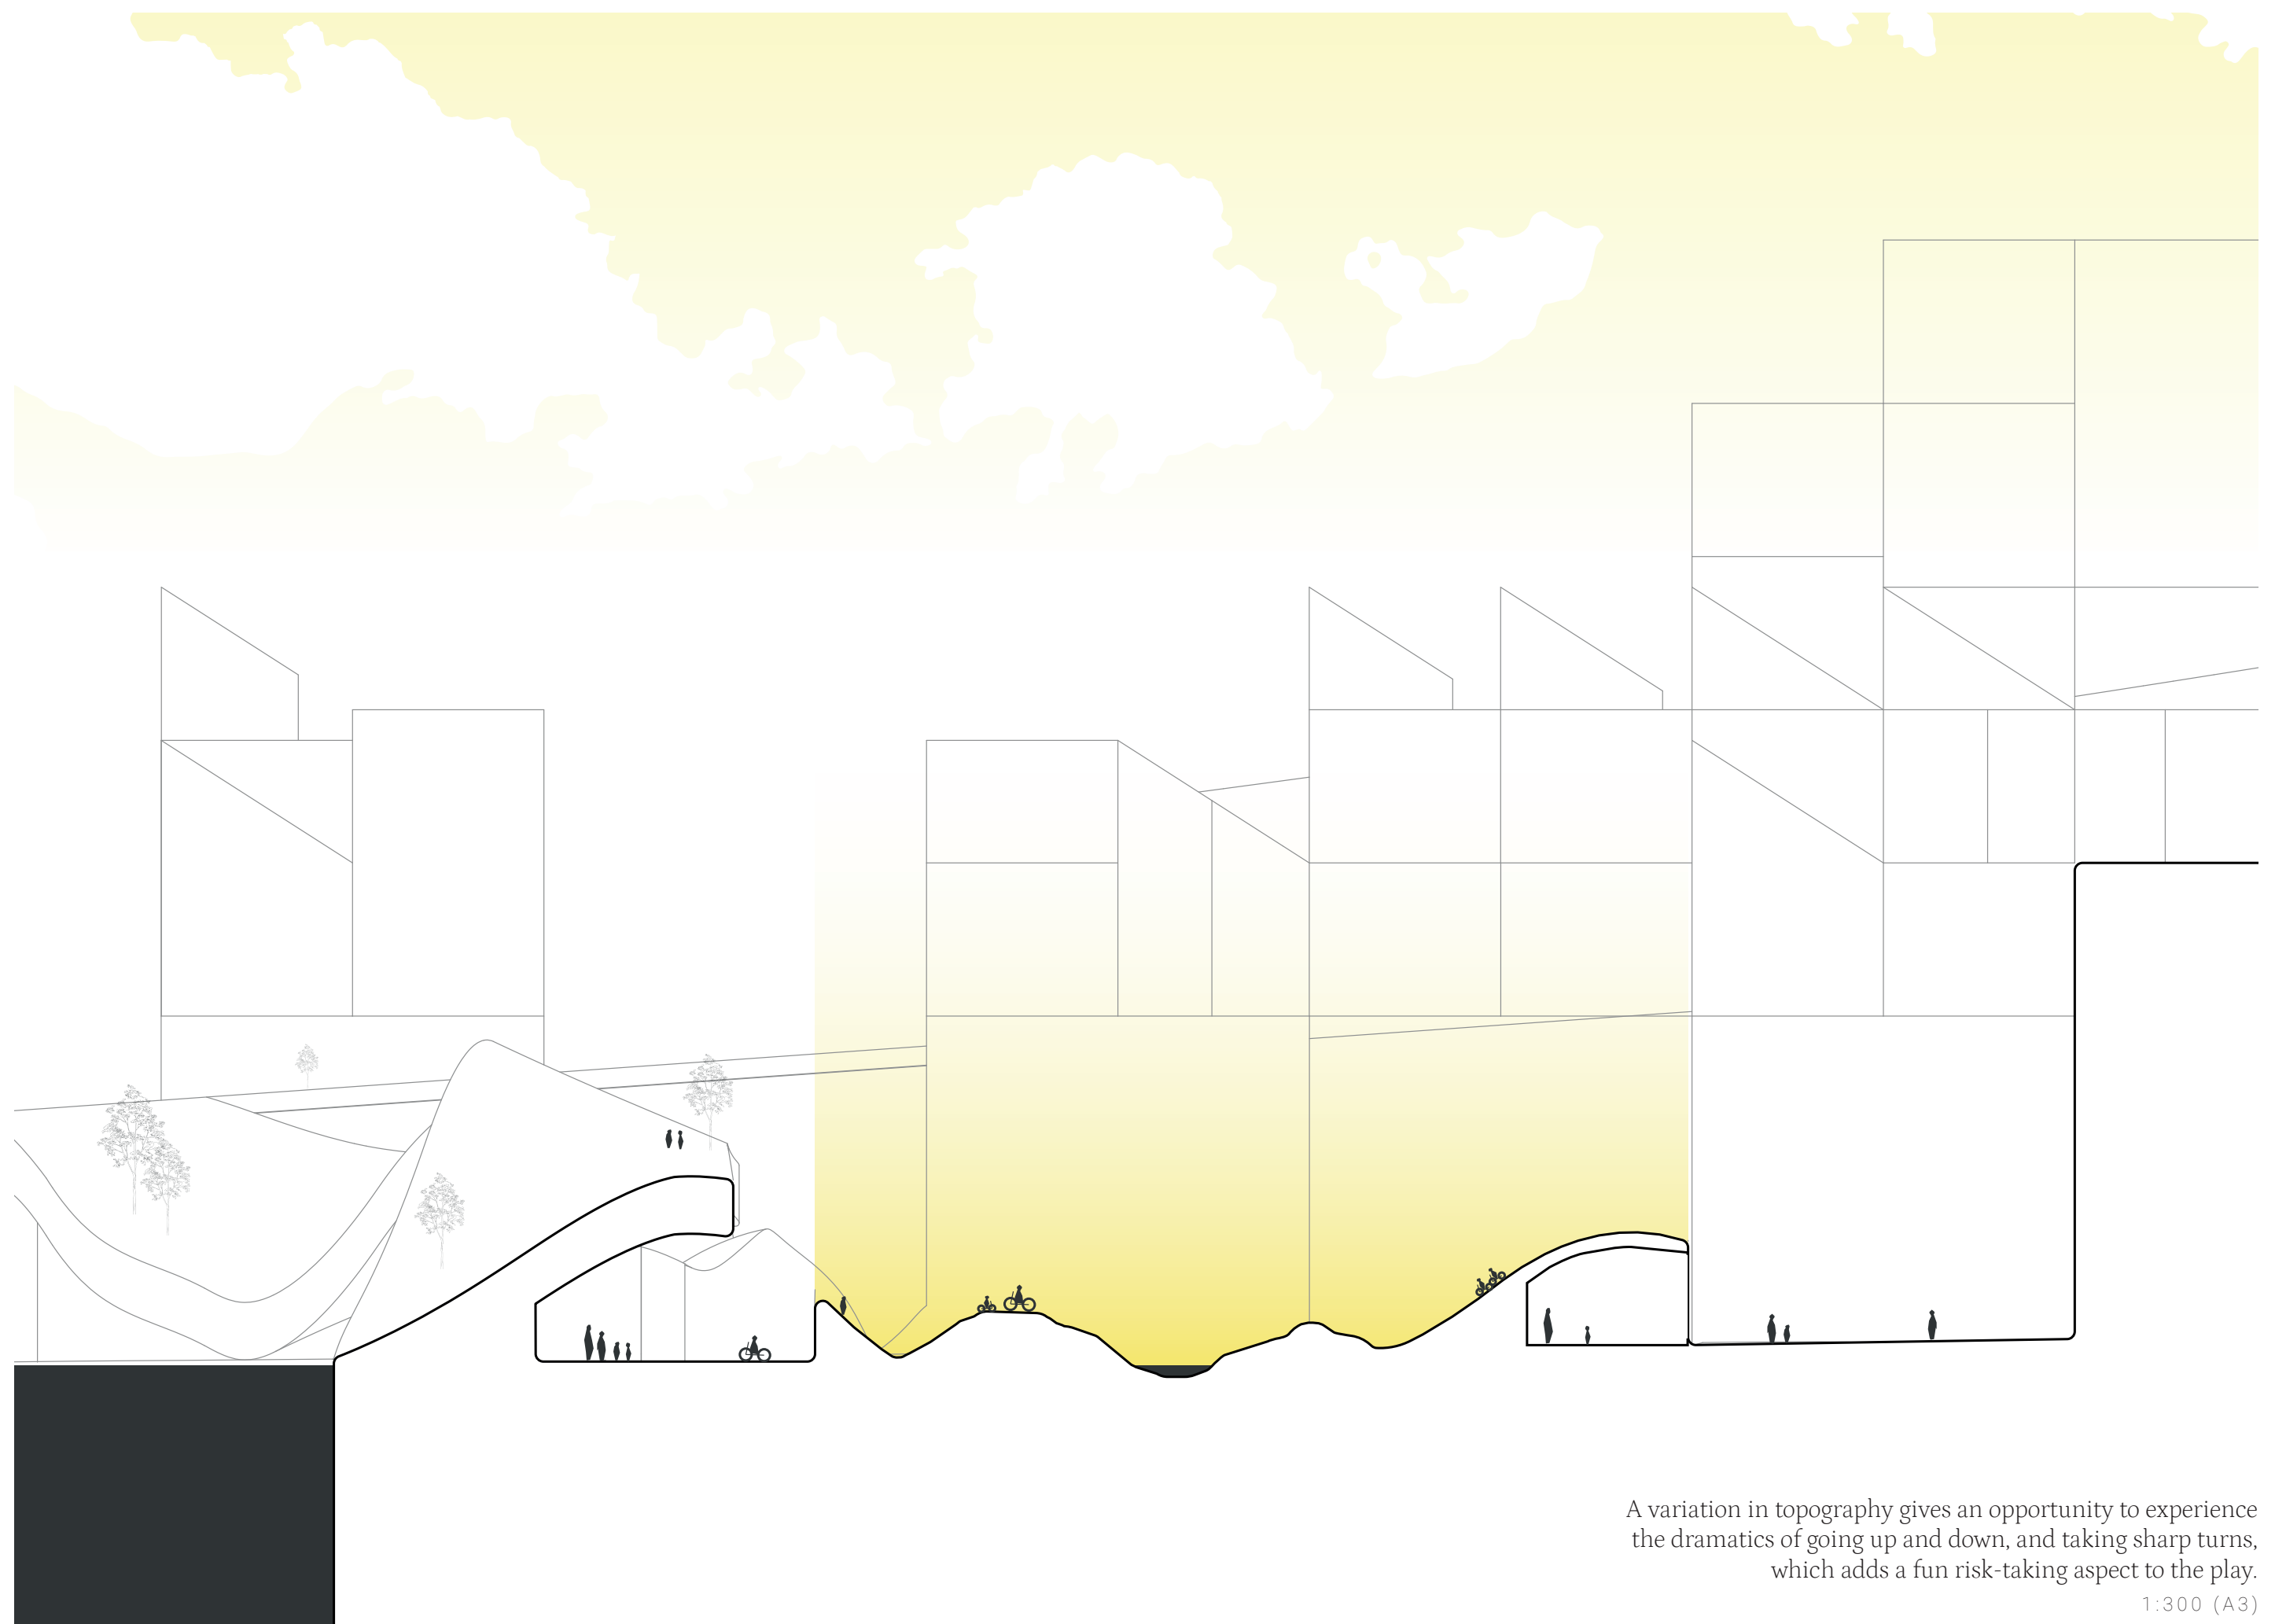 A variation in topography gives an opportunity to experience
the dramatics of going up and down, and taking sharp turns,
which adds a fun risk-taking aspect to the play.
1:300 (A3)